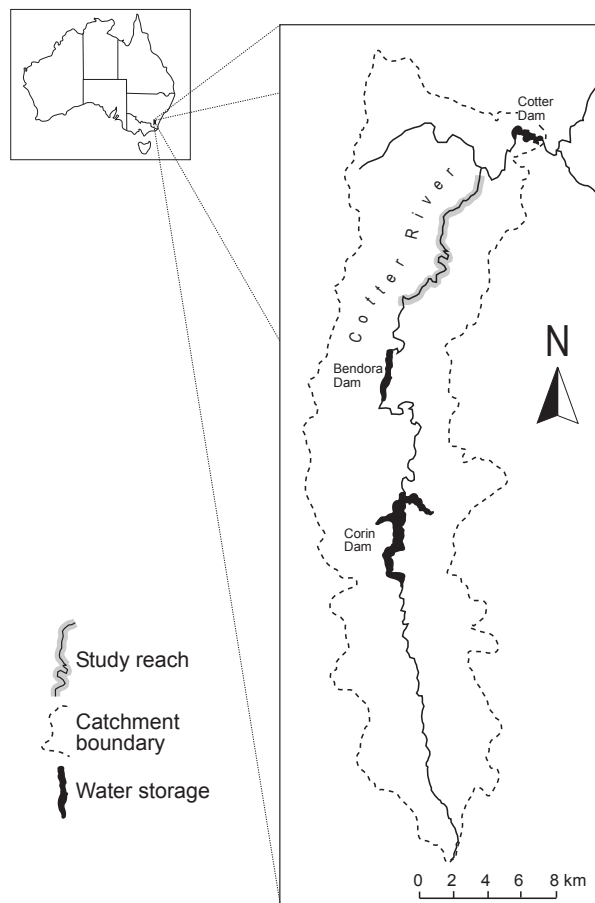 Cotter
Dam
Cotter River
N
Bendora
Dam
Corin
Dam
Study reach
Catchment
boundary
Water storage
0 2 4 6 8 km